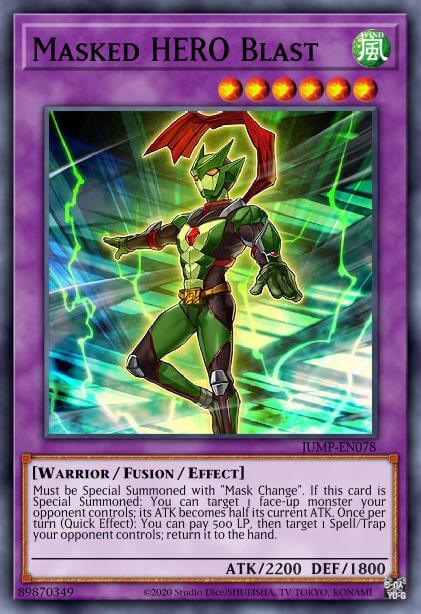 Masked HERO Blast
WIND
風
JUMP-EN078
[Warrior / Fusion / Effect]
Must be Special Summoned with "Mask Change". If this card is
Special Summoned: You can target 1 face-up monster your
opponent controls; its ATK becomes half its current ATK. Once per
turn (Quick Effect): You can pay 500 LP, then target 1 Spell/Trap
your opponent controls; return it to the hand.
ATK/2200 DEF/1800
89870349
©2020 Studio Dice/SHUEISHA, TV TOKYO, KONAMI